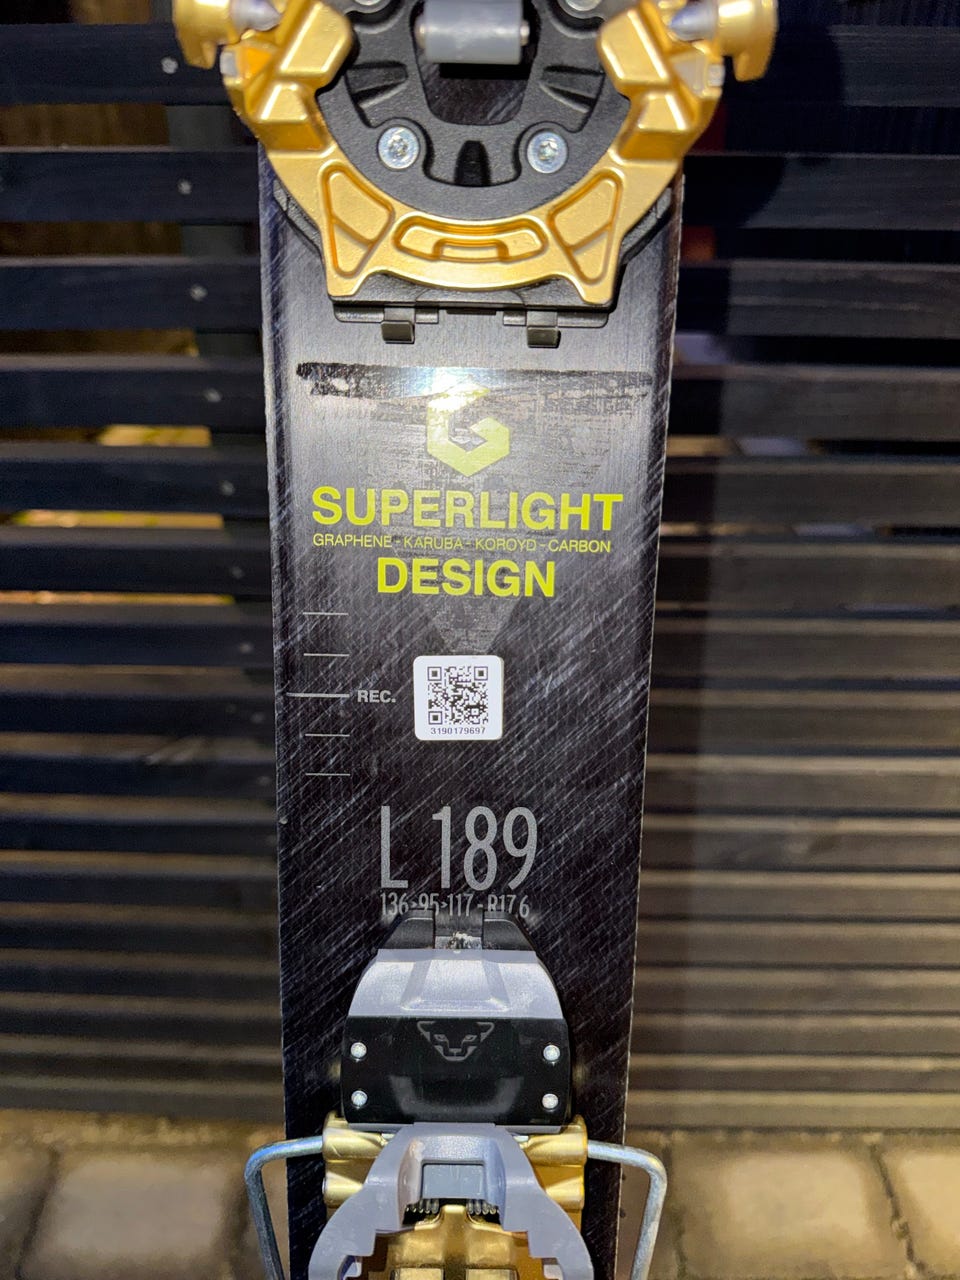 SUPERLIGHT
GRAPHENE - KARUBA - KOROYD - CARBON
DESIGN
REC.
3190179697
L 189
136-95-117 - R17,6